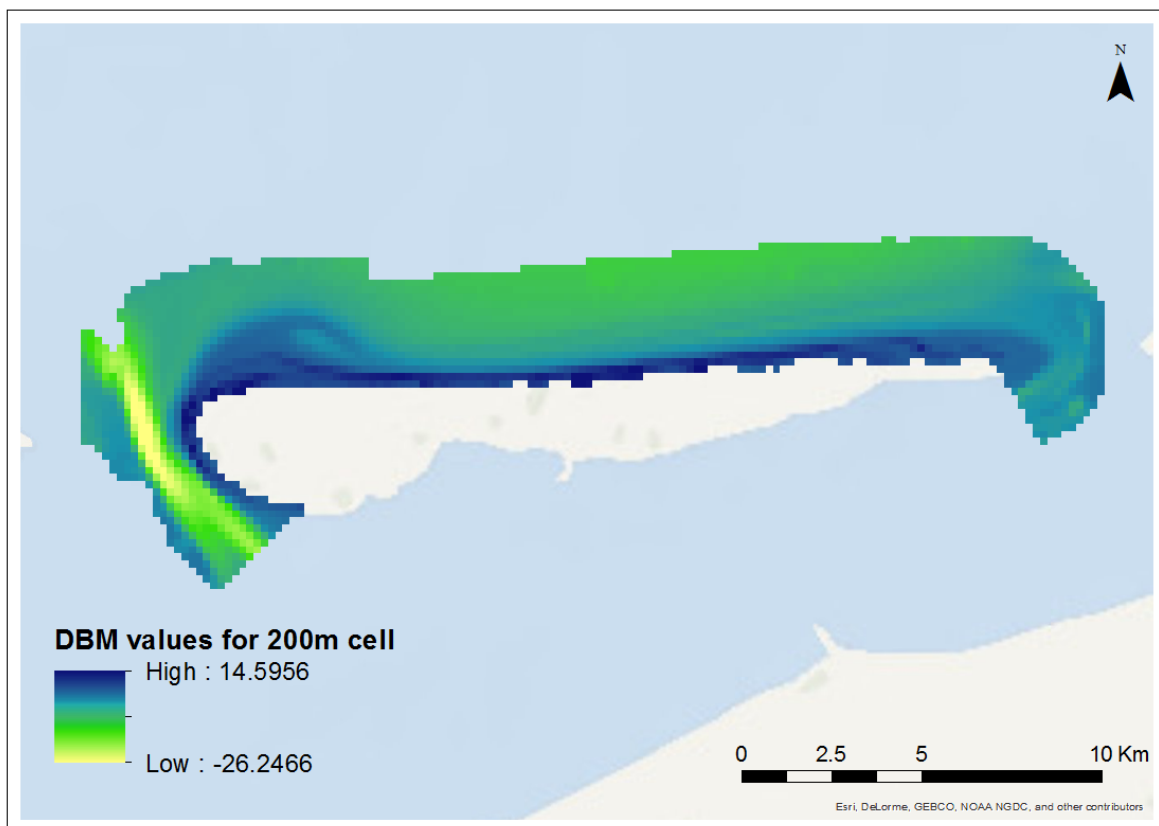 N
DBM values for 200m cell
High : 14.5956
Low : -26.2466
0 2.5 5 10 Km
Esri, DeLorme, GEBCO, NOAA NGDC, and other contributors